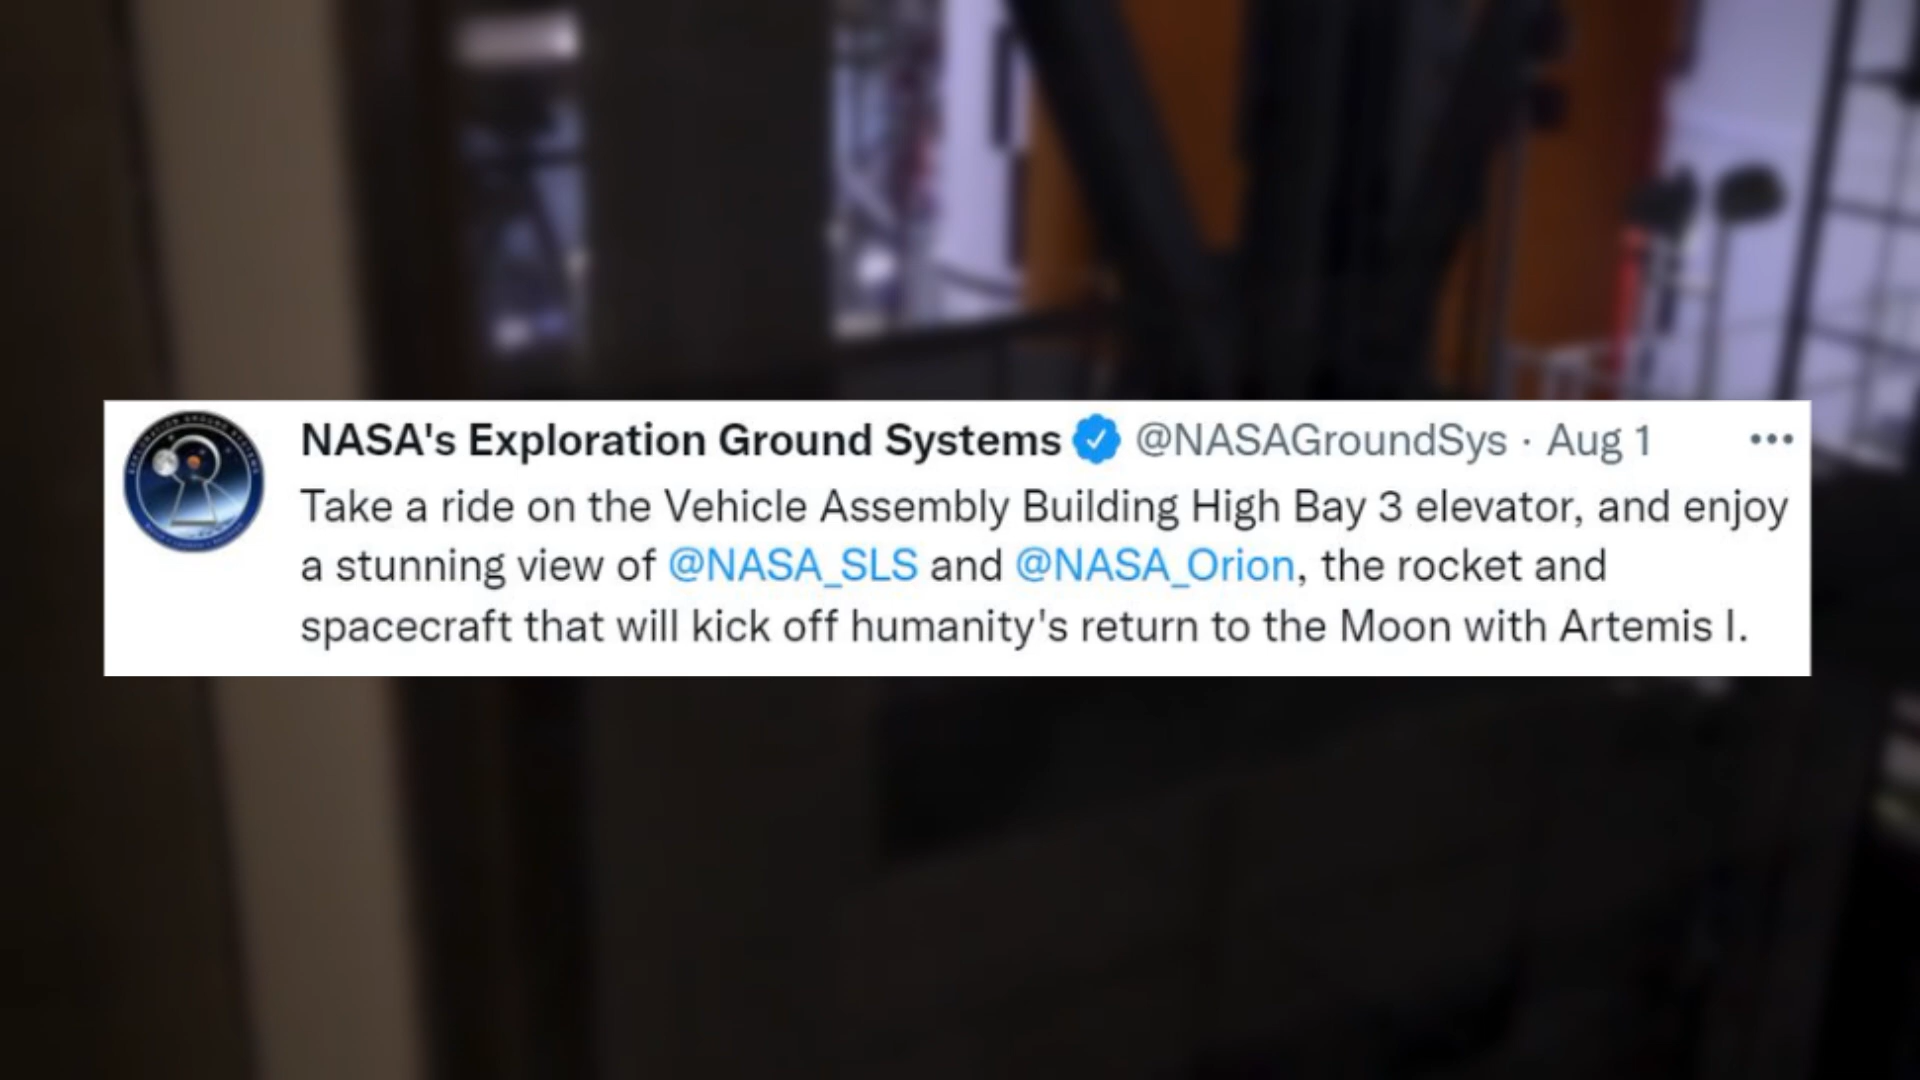 NASA's Exploration Ground Systems @NASAGroundSys · Aug 1
Take a ride on the Vehicle Assembly Building High Bay 3 elevator, and enjoy
a stunning view of @NASA_SLS and @NASA_Orion, the rocket and
spacecraft that will kick off humanity's return to the Moon with Artemis I.